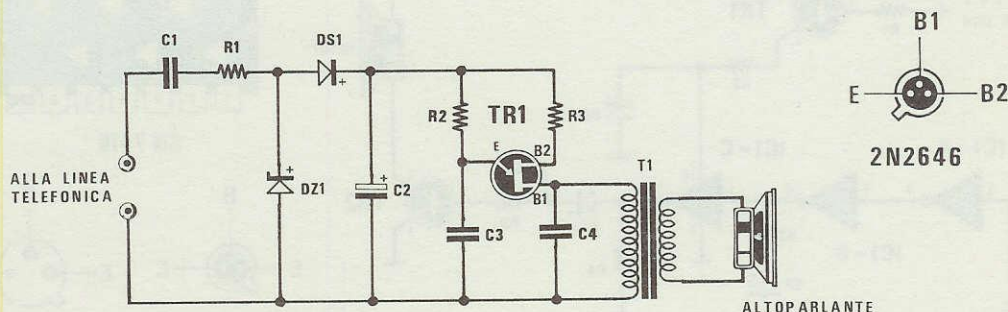 C1
R1
DS1
+
R2
TR1
R3
E
B2
B1
T1
ALLA LINEA
TELEFONICA
+
DZ1
+
C2
C3
C4
ALTOPARLANTE
B1
E
B2
2N2646